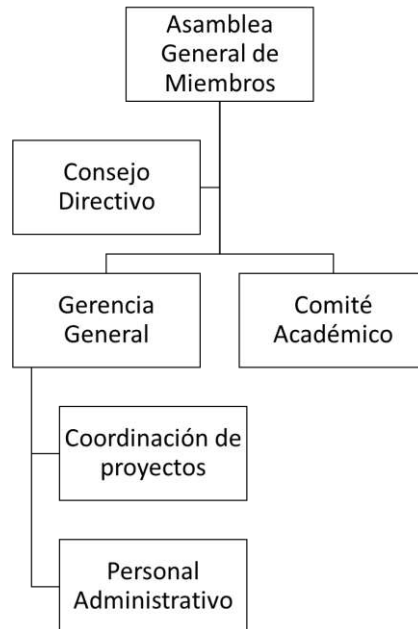 Asamblea
General de
Miembros
Consejo
Directivo
Gerencia
General
Comité
Académico
Coordinación de
proyectos
Personal
Administrativo